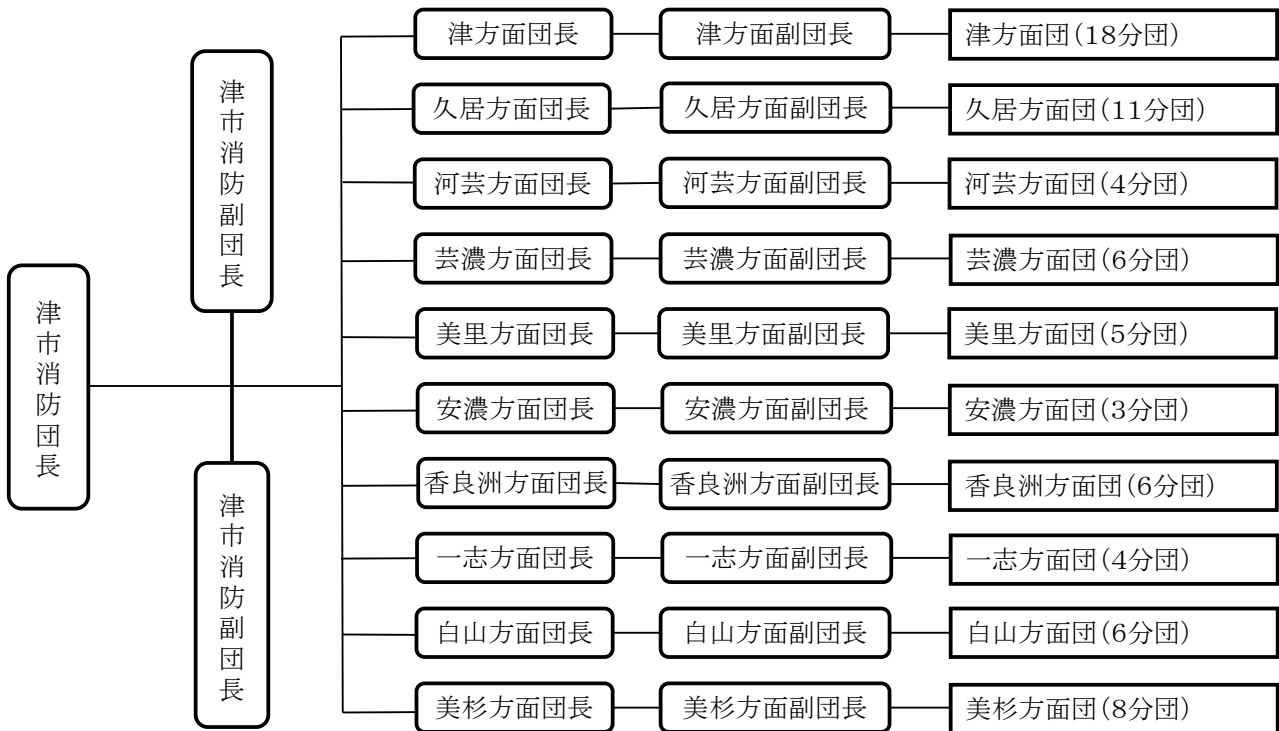 津市消防団長
津市消防副団長
津市消防副団長
津方面団長
津方面副団長
津方面団(18分団)
久居方面団長
久居方面副団長
久居方面団(11分団)
河芸方面団長
河芸方面副団長
河芸方面団(4分団)
芸濃方面団長
芸濃方面副団長
芸濃方面団(6分団)
美里方面団長
美里方面副団長
美里方面団(5分団)
安濃方面団長
安濃方面副団長
安濃方面団(3分団)
香良洲方面団長
香良洲方面副団長
香良洲方面団(6分団)
一志方面団長
一志方面副団長
一志方面団(4分団)
白山方面団長
白山方面副団長
白山方面団(6分団)
美杉方面団長
美杉方面副団長
美杉方面団(8分団)